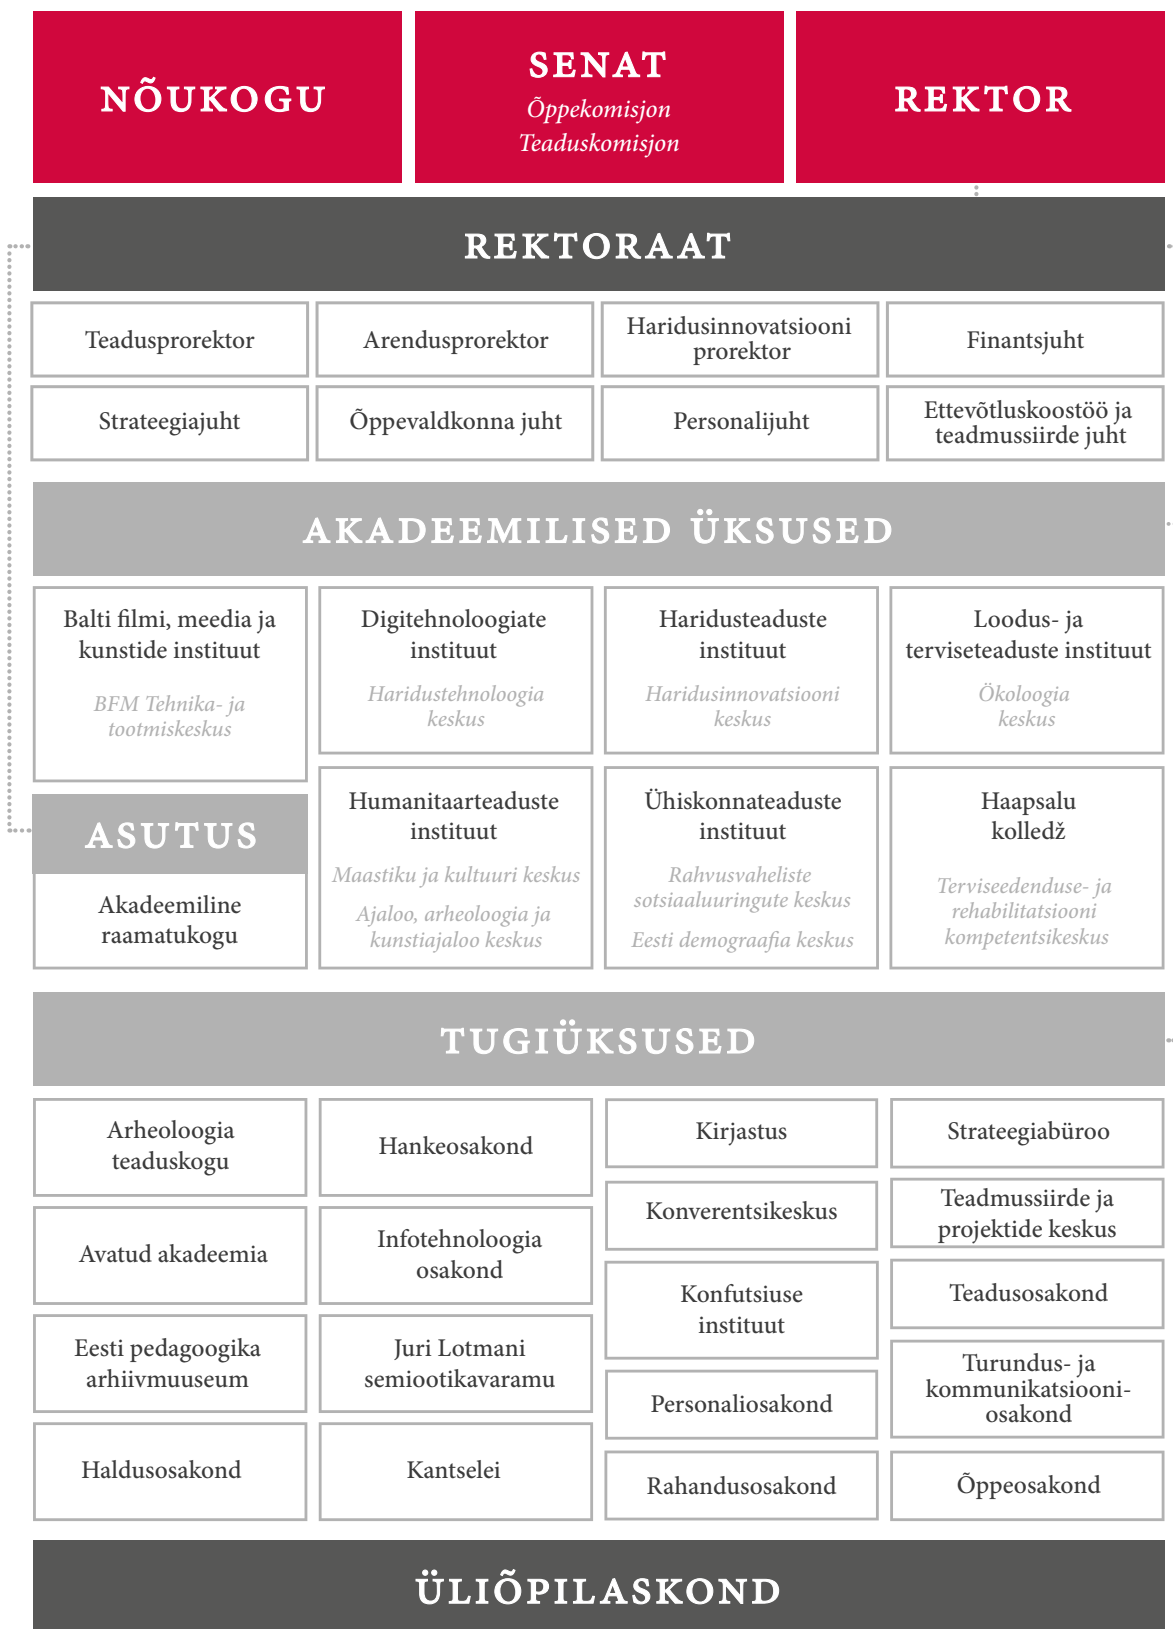 NÕUKOGU
SENAT
Õppekomisjon
Teaduskomisjon
REKTOR
REKTORAAT
Teadusprorektor
Arendusprorektor
Haridusinnovatsiooni
prorektor
Finantsjuht
Strateegiajuht
Õppevaldkonna juht
Personalijuht
Ettevõtluskoostöö ja
teadmussiirde juht
AKADEEMILISED ÜKSUSED
Balti filmi, meedia ja
kunstide instituut
BFM Tehnika- ja
tootmiskeskus
Digitehnoloogiate
instituut
Haridustehnoloogia
keskus
Haridusteaduste
instituut
Haridusinnovatsiooni
keskus
Loodus- ja
terviseteaduste instituut
Ökoloogia
keskus
ASUTUS
Akadeemiline
raamatukogu
Humanitaarteaduste
instituut
Maastiku ja kultuuri keskus
Ajaloo, arheoloogia ja
kunstiajaloo keskus
Ühiskonnateaduste
instituut
Rahvusvaheliste
sotsiaaluuringute keskus
Eesti demograafia keskus
Haapsalu
kolledž
Terviseedenduse- ja
rehabilitatsiooni
kompetentsikeskus
TUGIÜKSUSED
Arheoloogia
teaduskogu
Avatud akadeemia
Eesti pedagoogika
arhiivmuuseum
Haldusosakond
Hankeosakond
Infotehnoloogia
osakond
Juri Lotmani
semiootikavaramu
Kantselei
Kirjastus
Konverentsikeskus
Konfutsiuse
instituut
Personaliosakond
Rahandusosakond
Strateegiabüroo
Teadmussiirde ja
projektide keskus
Teadusosakond
Turundus- ja
kommunikatsiooni-
osakond
Õppeosakond
ÜLIÕPILASKOND